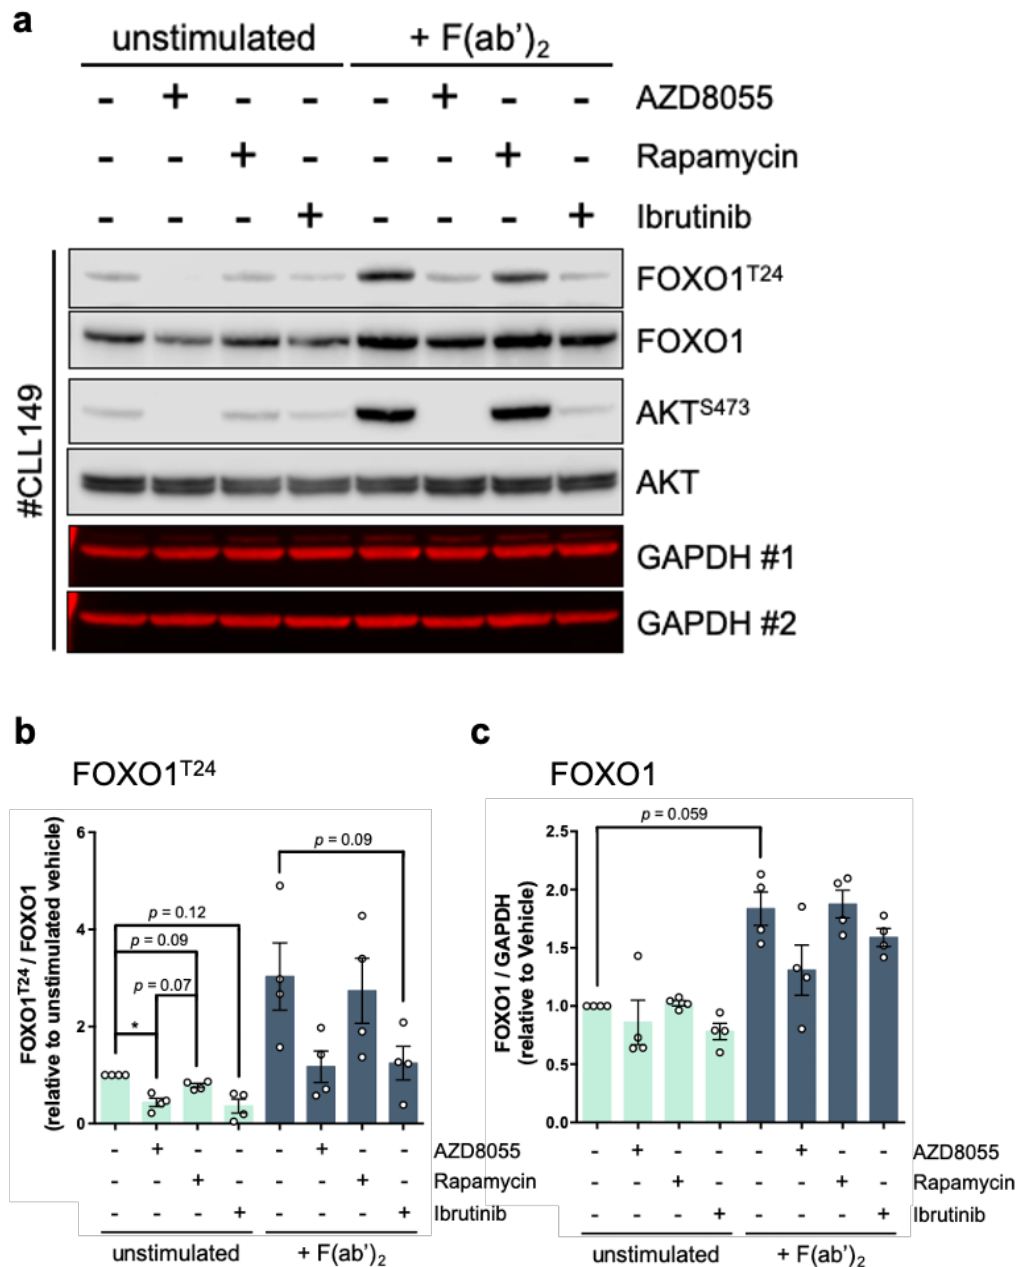 a
unstimulated + F(ab’)₂
- + - - - + - - AZD8055
- - + - - - + - Rapamycin
- - - + - - - + Ibrutinib
#CLL149
FOXO1ᵀ²⁴
FOXO1
AKTˢ⁴⁷³
AKT
GAPDH #1
GAPDH #2
b
FOXO1ᵀ²⁴
FOXO1ᵀ²⁴ / FOXO1
(relative to unstimulated vehicle)
6
4
2
0
p = 0.09
p = 0.12
p = 0.09
p = 0.07
*
- + - - - + - - AZD8055
- - + - - - + - Rapamycin
- - - + - - - + Ibrutinib
unstimulated + F(ab’)₂
c
FOXO1
FOXO1 / GAPDH
(relative to Vehicle)
2.5
2.0
1.5
1.0
0.5
0.0
p = 0.059
- + - - - + - - AZD8055
- - + - - - + - Rapamycin
- - - + - - - + Ibrutinib
unstimulated + F(ab’)₂